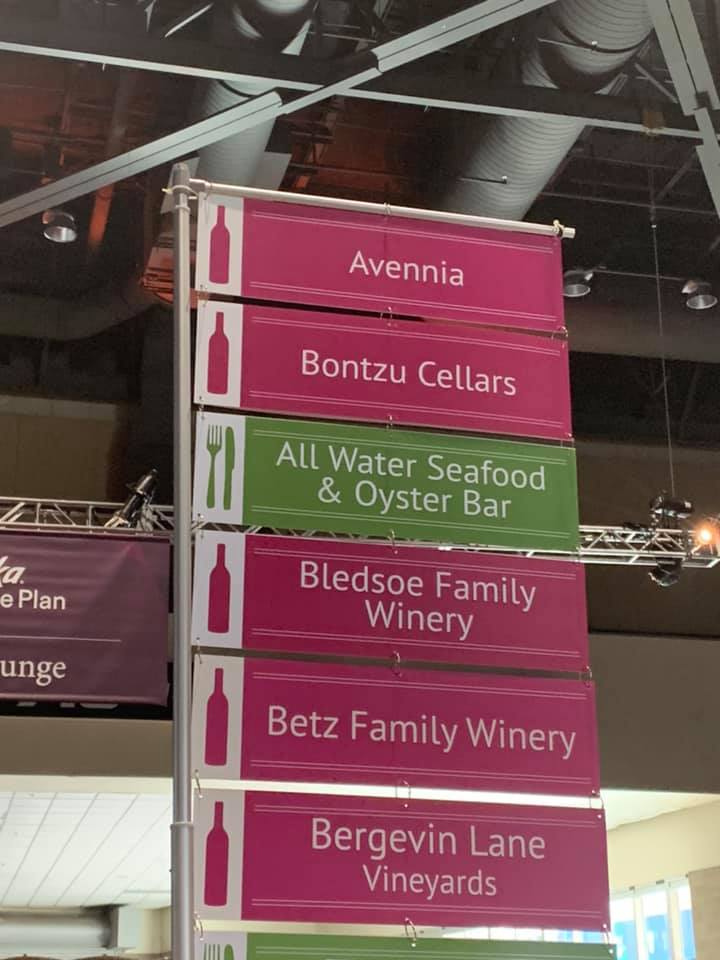 Avennia
Bontzu Cellars
All Water Seafood
& Oyster Bar
Bledsoe Family
Winery
Betz Family Winery
Bergevin Lane
Vineyards
e Plan
unge